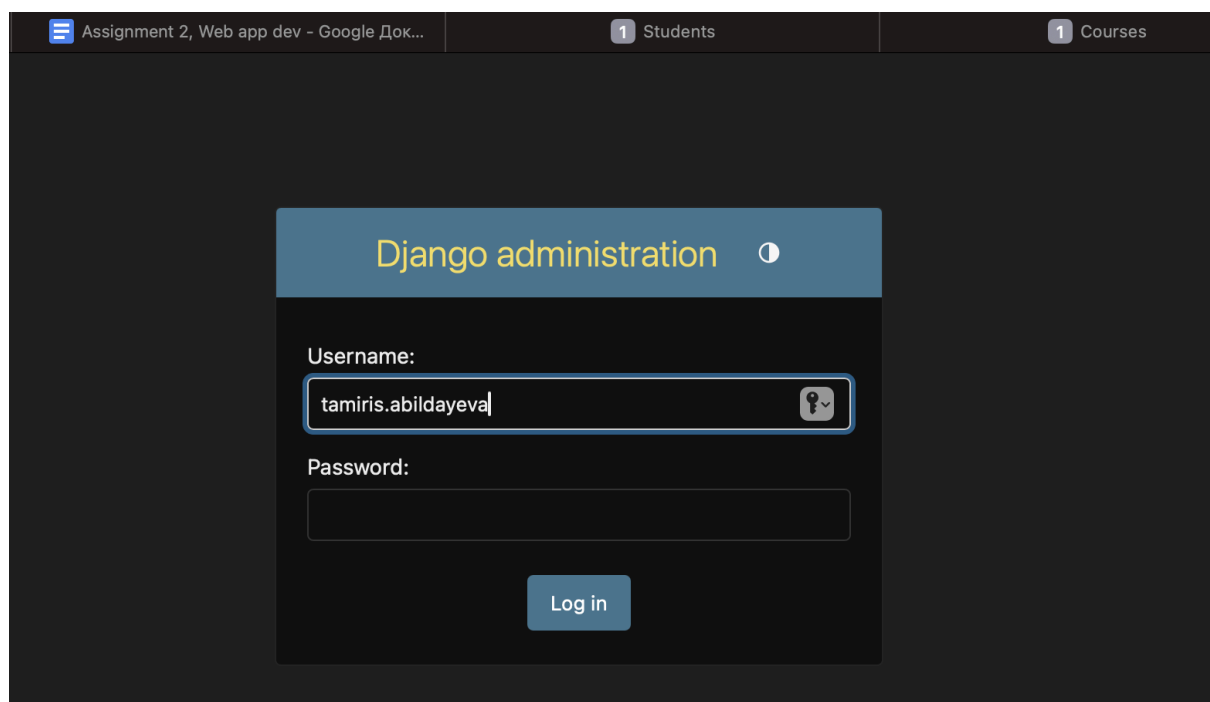 Assignment 2, Web app dev - Google Док...
1 Students
1 Courses
Django administration
Username:
tamiris.abildayeva
Password:
Log in